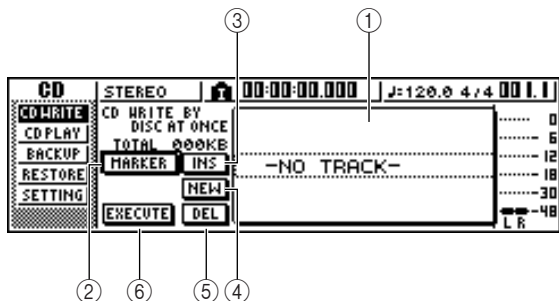 ③ ①
CD STEREO 00:00:00.000 ♩=120.0 4/4 001.1
CD WRITE
CD PLAY
BACKUP
RESTORE
SETTING
CD WRITE BY
DISC AT ONCE
TOTAL 000KB
MARKER INS
NEW
EXECUTE DEL
-NO TRACK-
0
6
12
18
30
48
L R
② ⑥ ⑤ ④